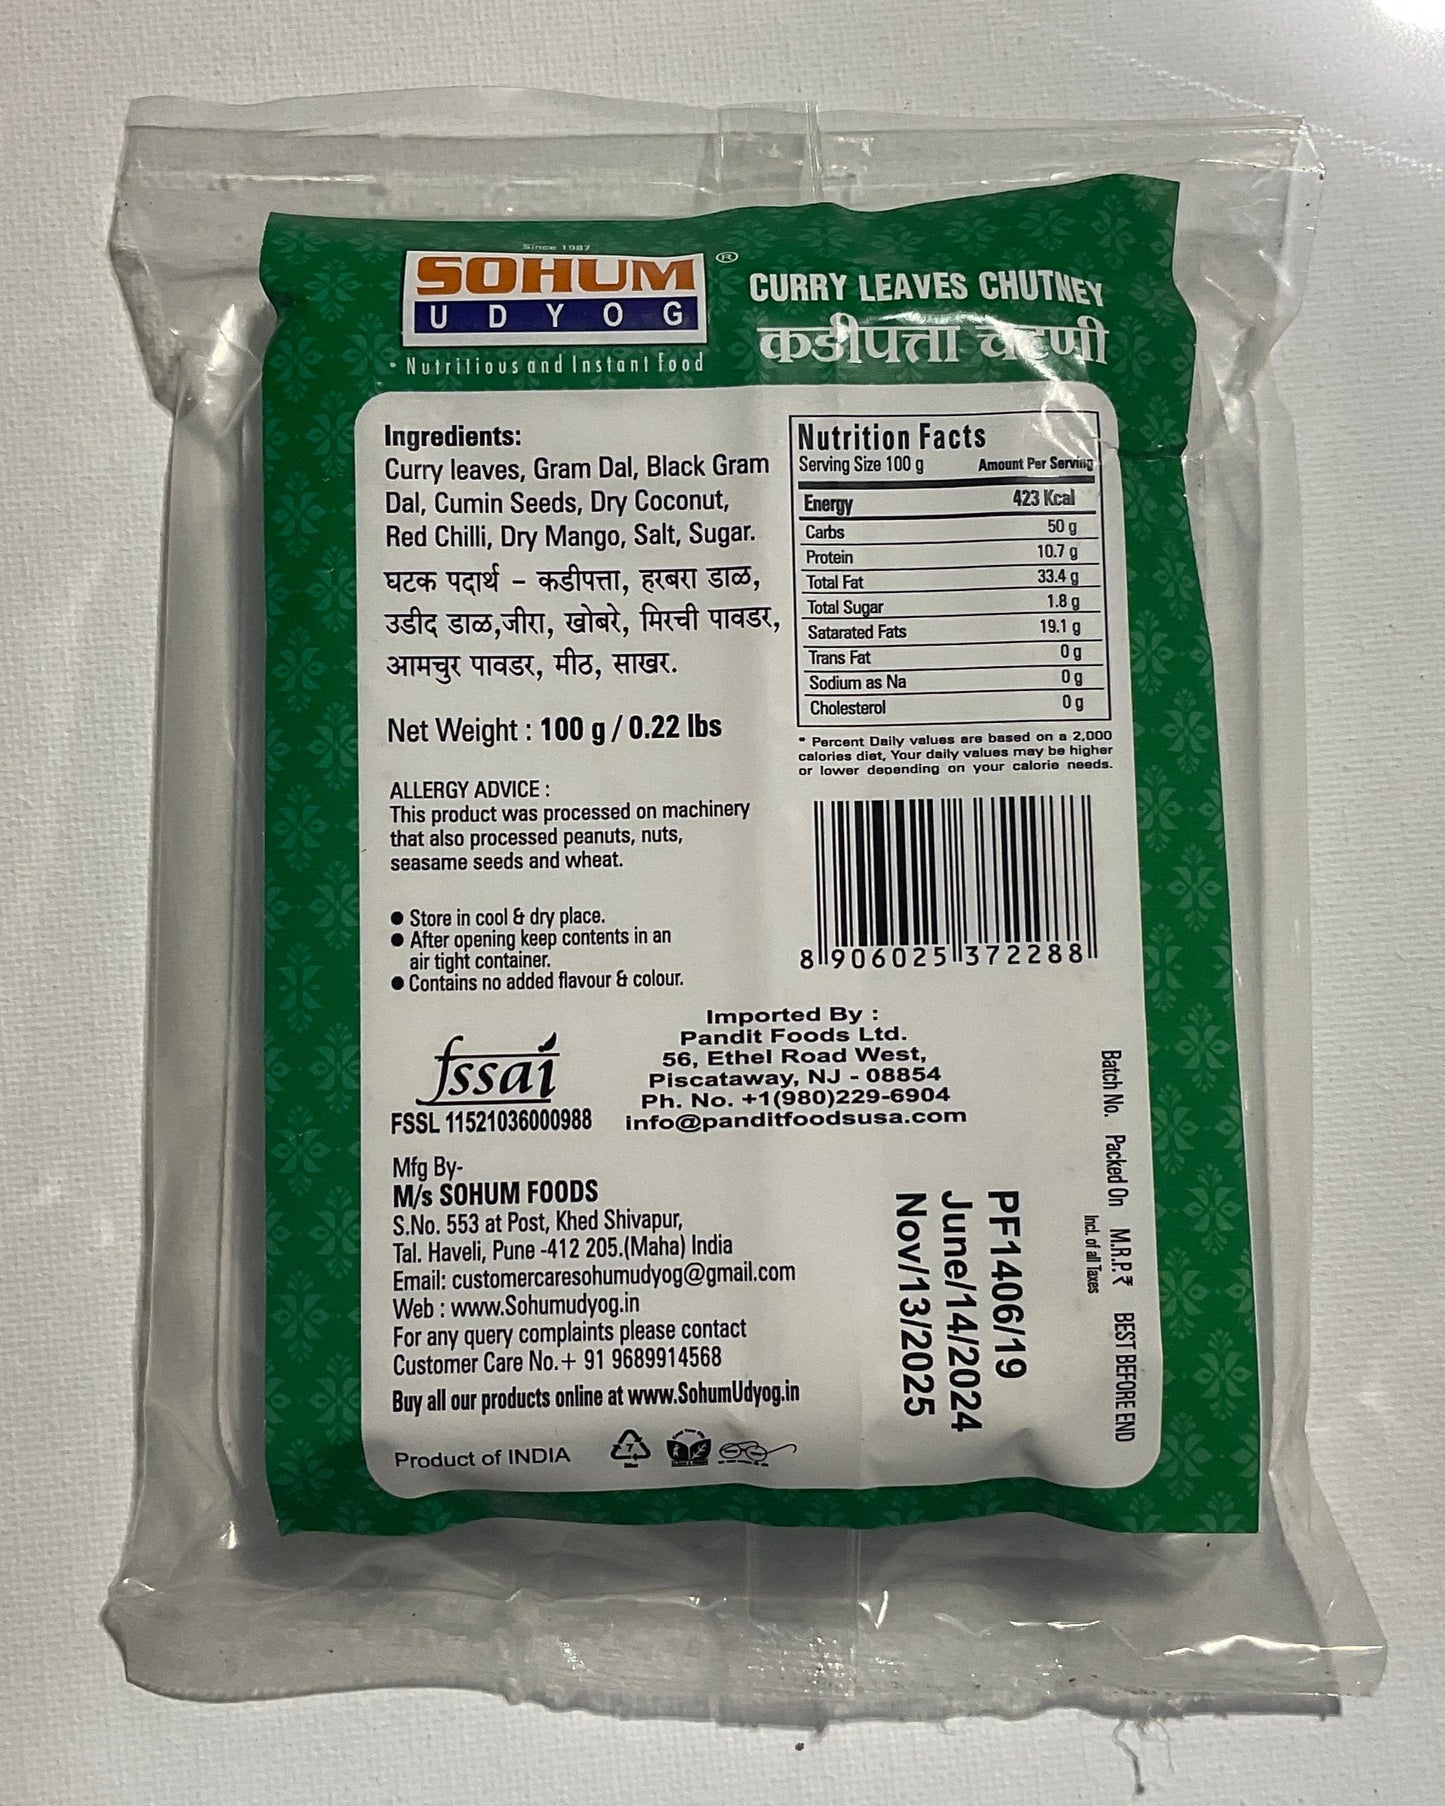 Since 1987
SOHUM ®
UDYOG
Nutritious and Instant Food
CURRY LEAVES CHUTNEY
कडीपत्ता चटणी
Ingredients:
Curry leaves, Gram Dal, Black Gram
Dal, Cumin Seeds, Dry Coconut,
Red Chilli, Dry Mango, Salt, Sugar.
घटक पदार्थ – कडीपत्ता, हरबरा डाळ,
उडीद डाळ,जीरा, खोबरे, मिरची पावडर,
आमचुर पावडर, मीठ, साखर.
Net Weight : 100 g / 0.22 lbs
ALLERGY ADVICE :
This product was processed on machinery
that also processed peanuts, nuts,
seasame seeds and wheat.
● Store in cool & dry place.
● After opening keep contents in an
air tight container.
● Contains no added flavour & colour.
Nutrition Facts
Serving Size 100 g Amount Per Serving
Energy 423 Kcal
Carbs 50 g
Protein 10.7 g
Total Fat 33.4 g
Total Sugar 1.8 g
Satarated Fats 19.1 g
Trans Fat 0 g
Sodium as Na 0 g
Cholesterol 0 g
* Percent Daily values are based on a 2,000
calories diet, Your daily values may be higher
or lower depending on your calorie needs.
8 906025 372288
fssai
FSSL 11521036000988
Imported By :
Pandit Foods Ltd.
56, Ethel Road West,
Piscataway, NJ - 08854
Ph. No. +1(980)229-6904
info@panditfoodsusa.com
Mfg By-
M/s SOHUM FOODS
S.No. 553 at Post, Khed Shivapur,
Tal. Haveli, Pune -412 205.(Maha) India
Email: customercaresohumudyog@gmail.com
Web : www.Sohumudyog.in
For any query complaints please contact
Customer Care No.+ 91 9689914568
Buy all our products online at www.SohumUdyog.in
Product of INDIA
7
Batch No. Packed On M.R.P.₹ BEST BEFORE END
Incl. of all Taxes
PF1406/19
June/14/2024
Nov/13/2025